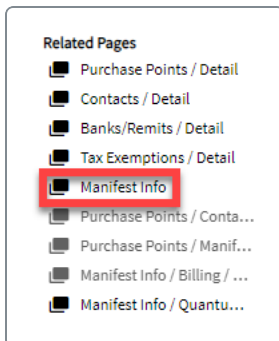 Related Pages
Purchase Points / Detail
Contacts / Detail
Banks/Remits / Detail
Tax Exemptions / Detail
Manifest Info
Purchase Points / Conta...
Purchase Points / Manif...
Manifest Info / Billing / ...
Manifest Info / Quantu...